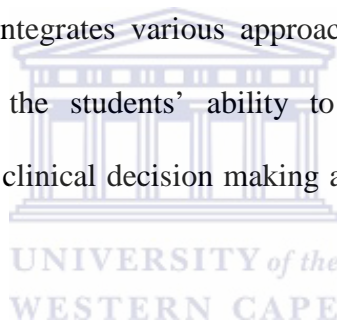 ntegrates various approac
the students’ ability to
clinical decision making a
UNIVERSITY of the
WESTERN CAPE